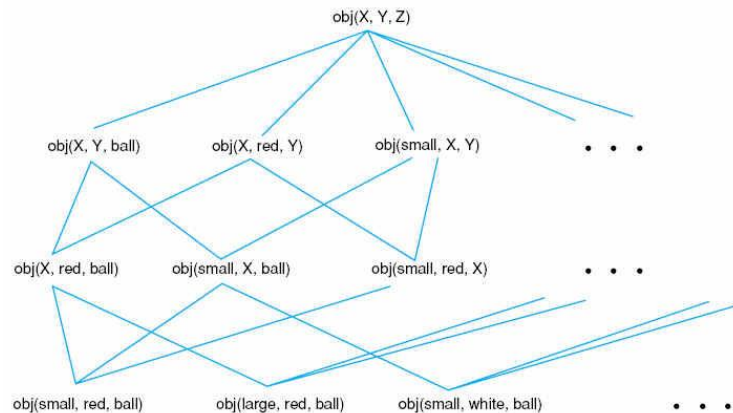 obj(X, Y, Z)
obj(X, Y, ball) obj(X, red, Y) obj(small, X, Y) • • •
obj(X, red, ball) obj(small, X, ball) obj(small, red, X) • • •
obj(small, red, ball) obj(large, red, ball) obj(small, white, ball) • • •